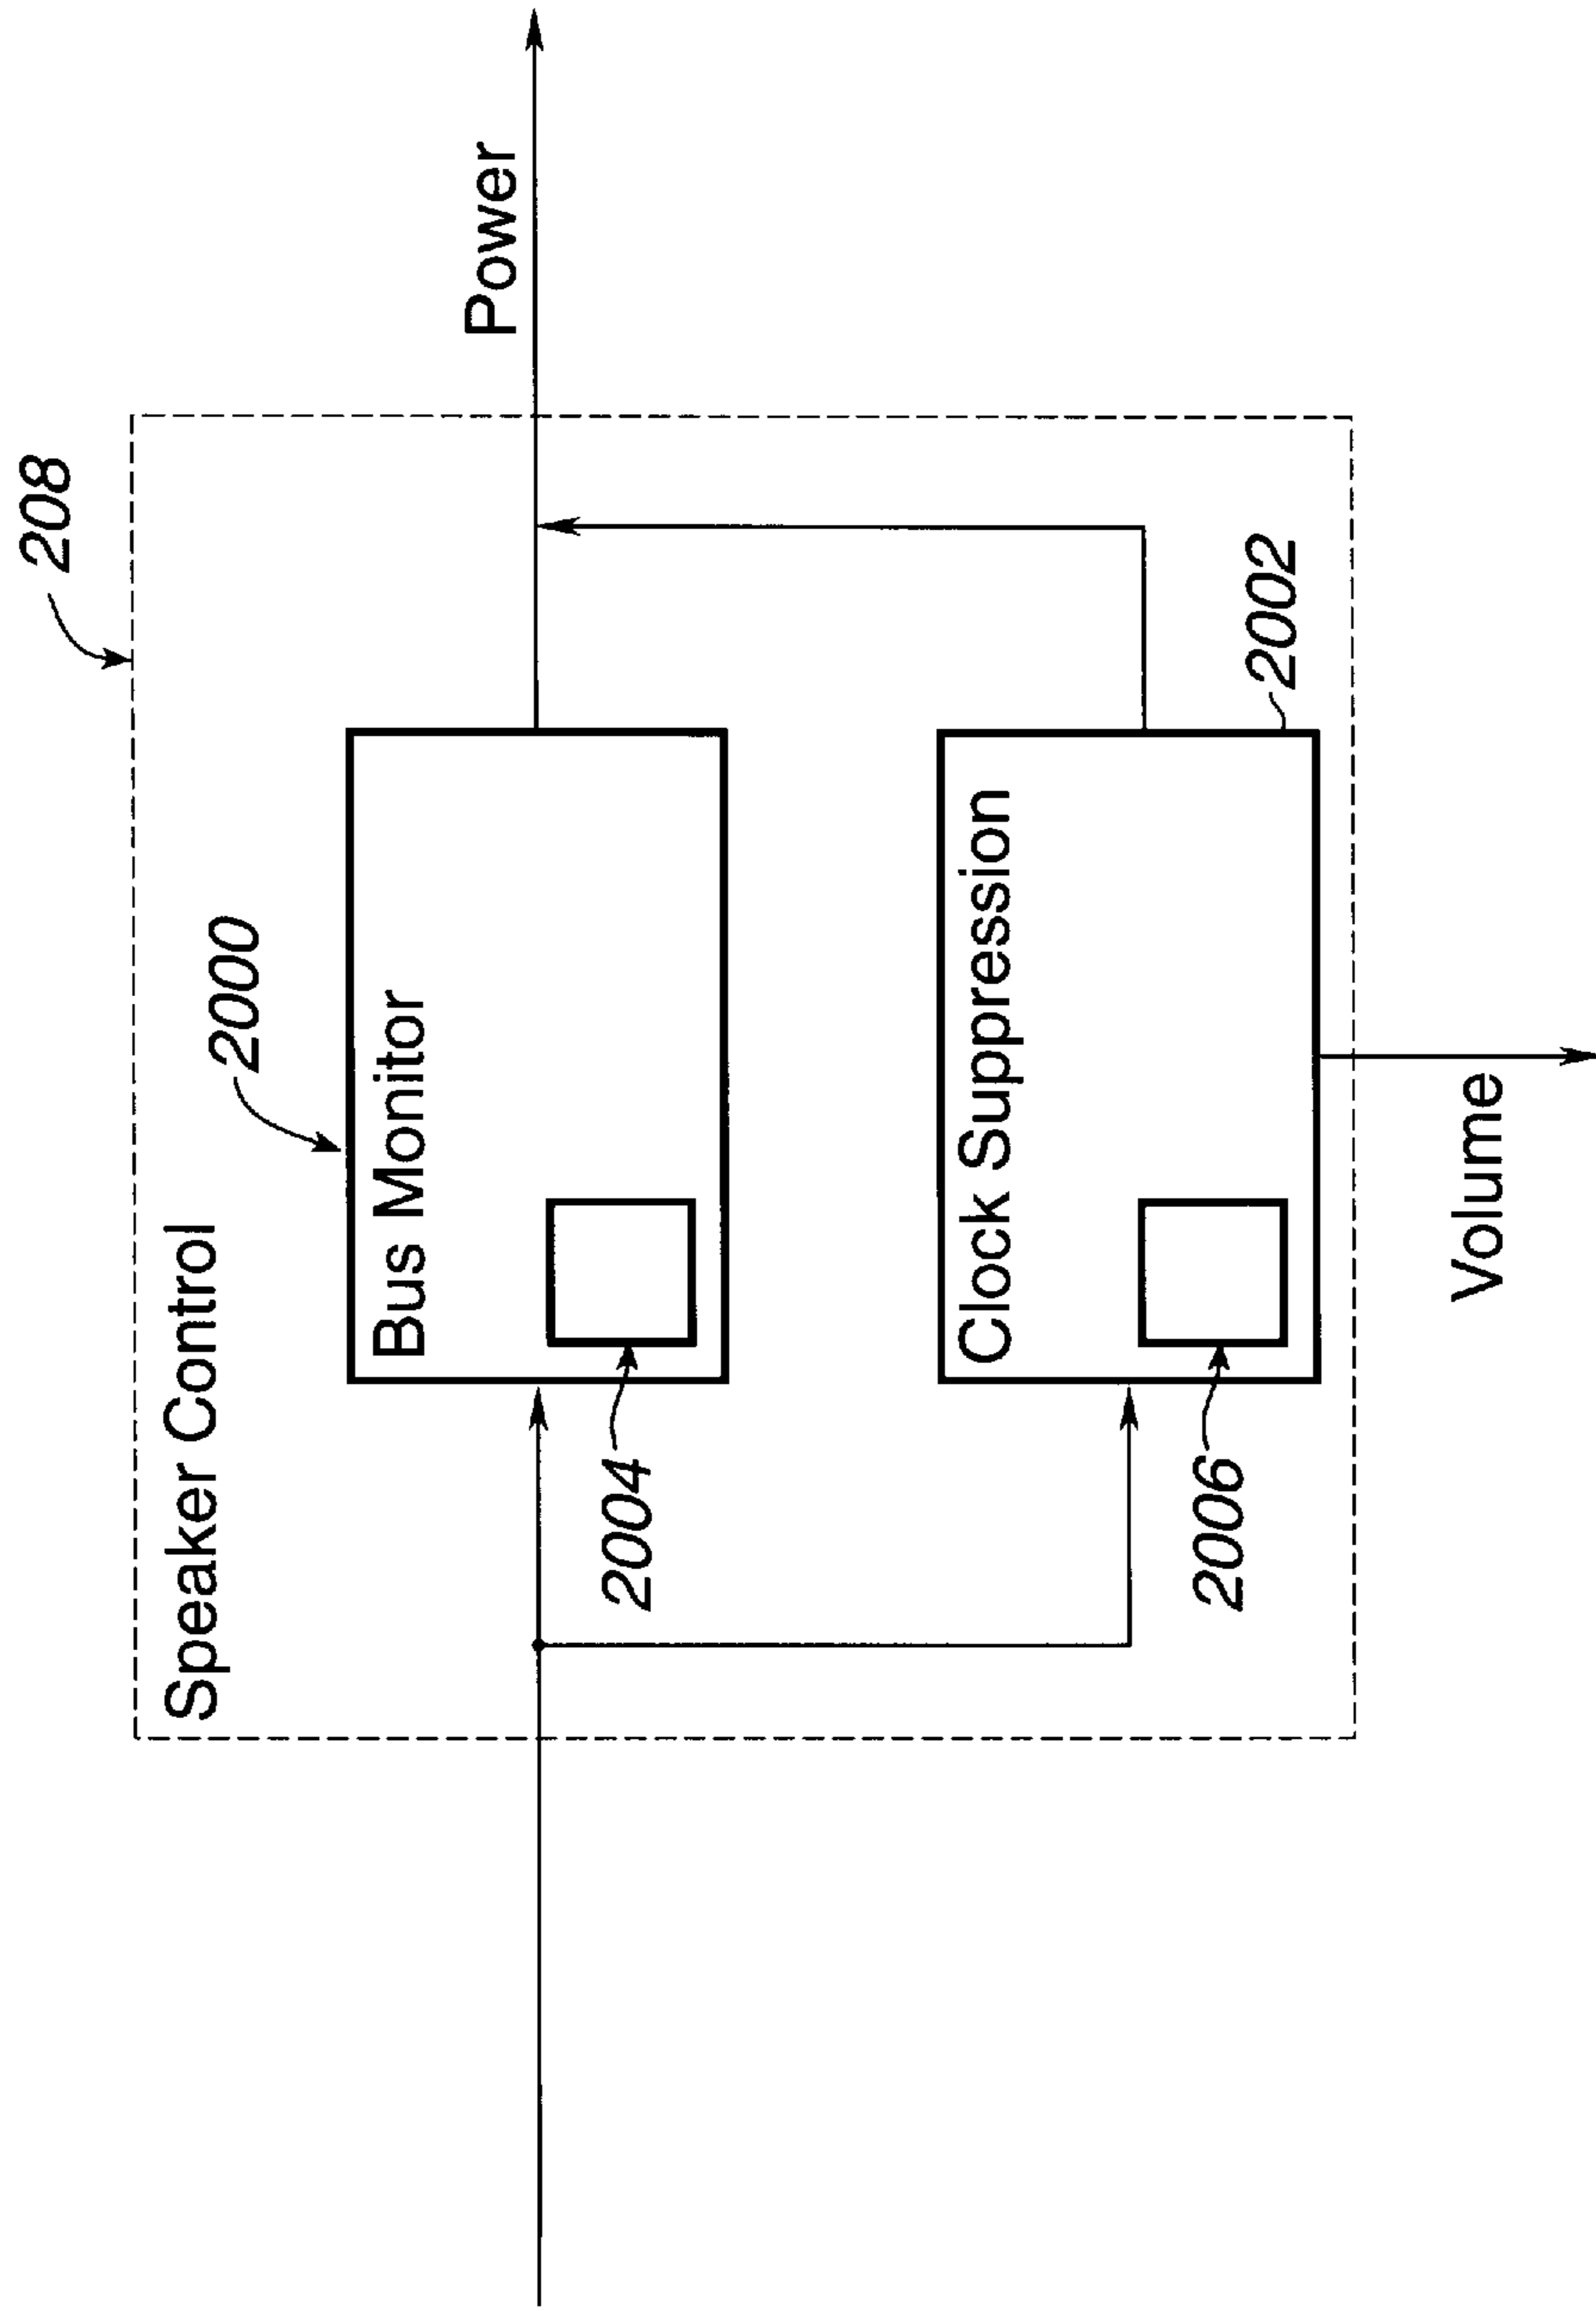 208
Speaker Control
2000
Power
Bus Monitor
2004
Clock Suppression
2002
2006
Volume